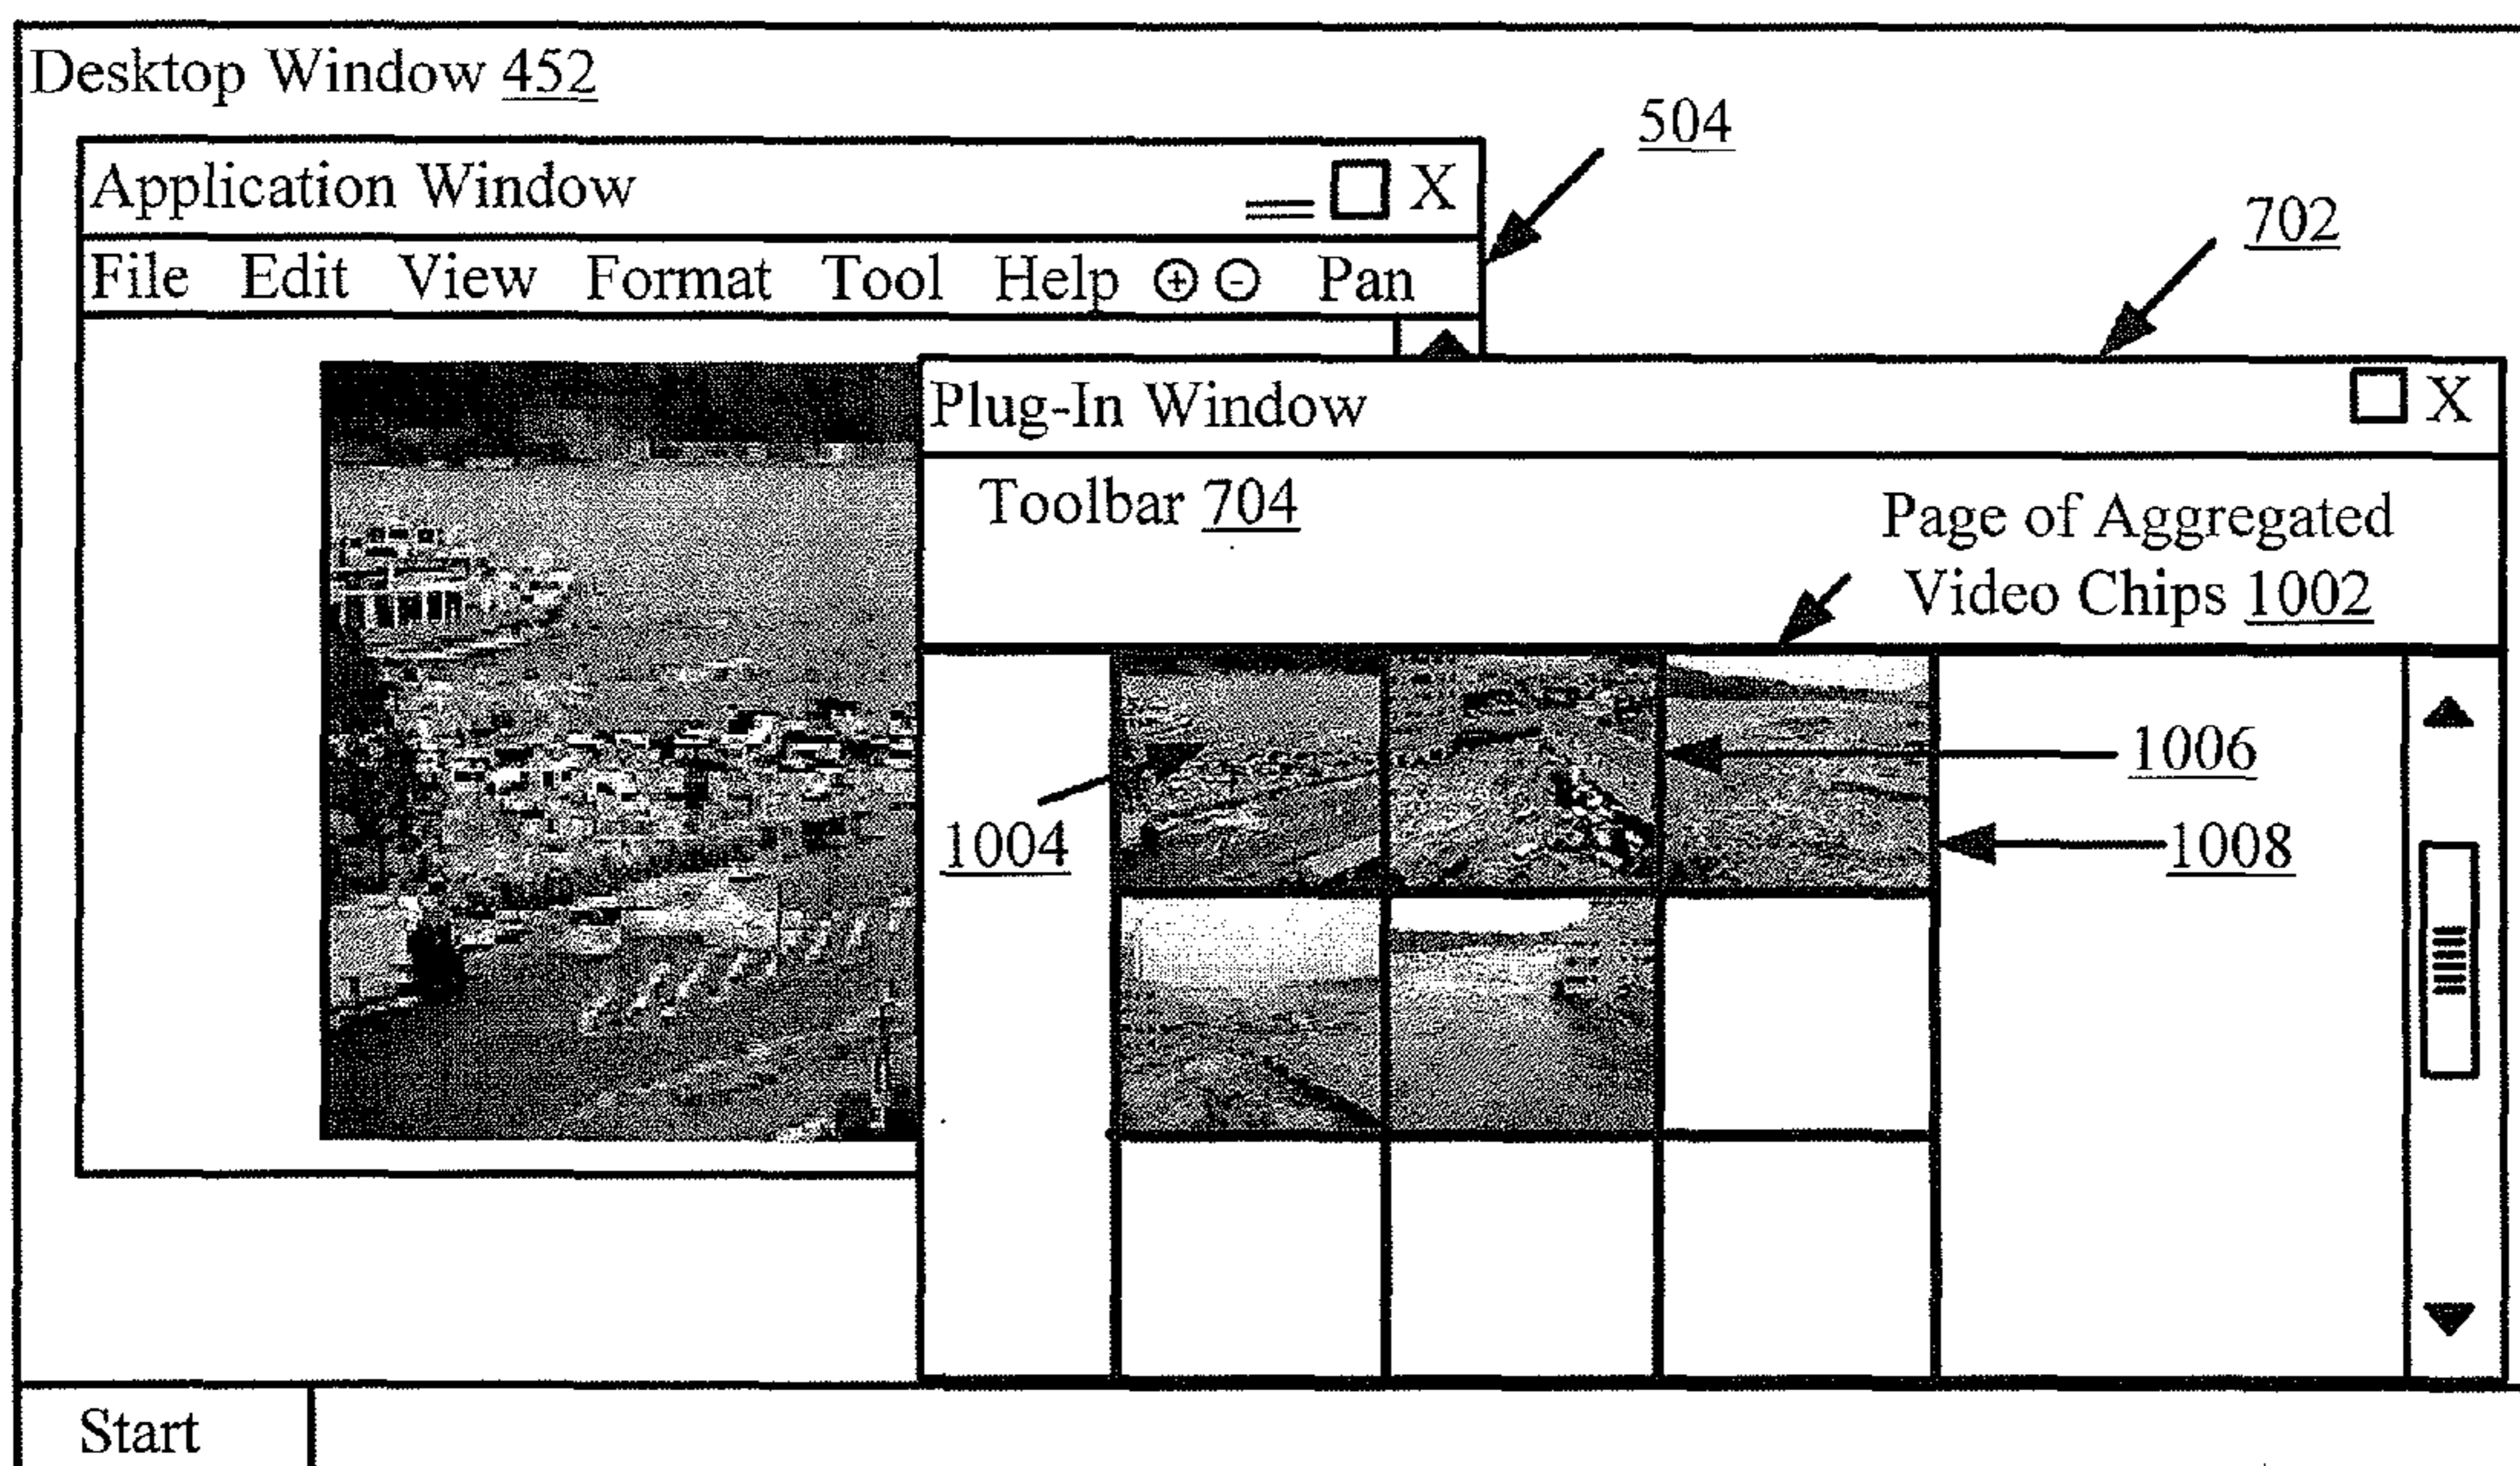 Desktop Window 452
504
Application Window X
702
File Edit View Format Tool Help + - Pan
Plug-In Window X
Toolbar 704
Page of Aggregated
Video Chips 1002
1006
1004
1008
Start